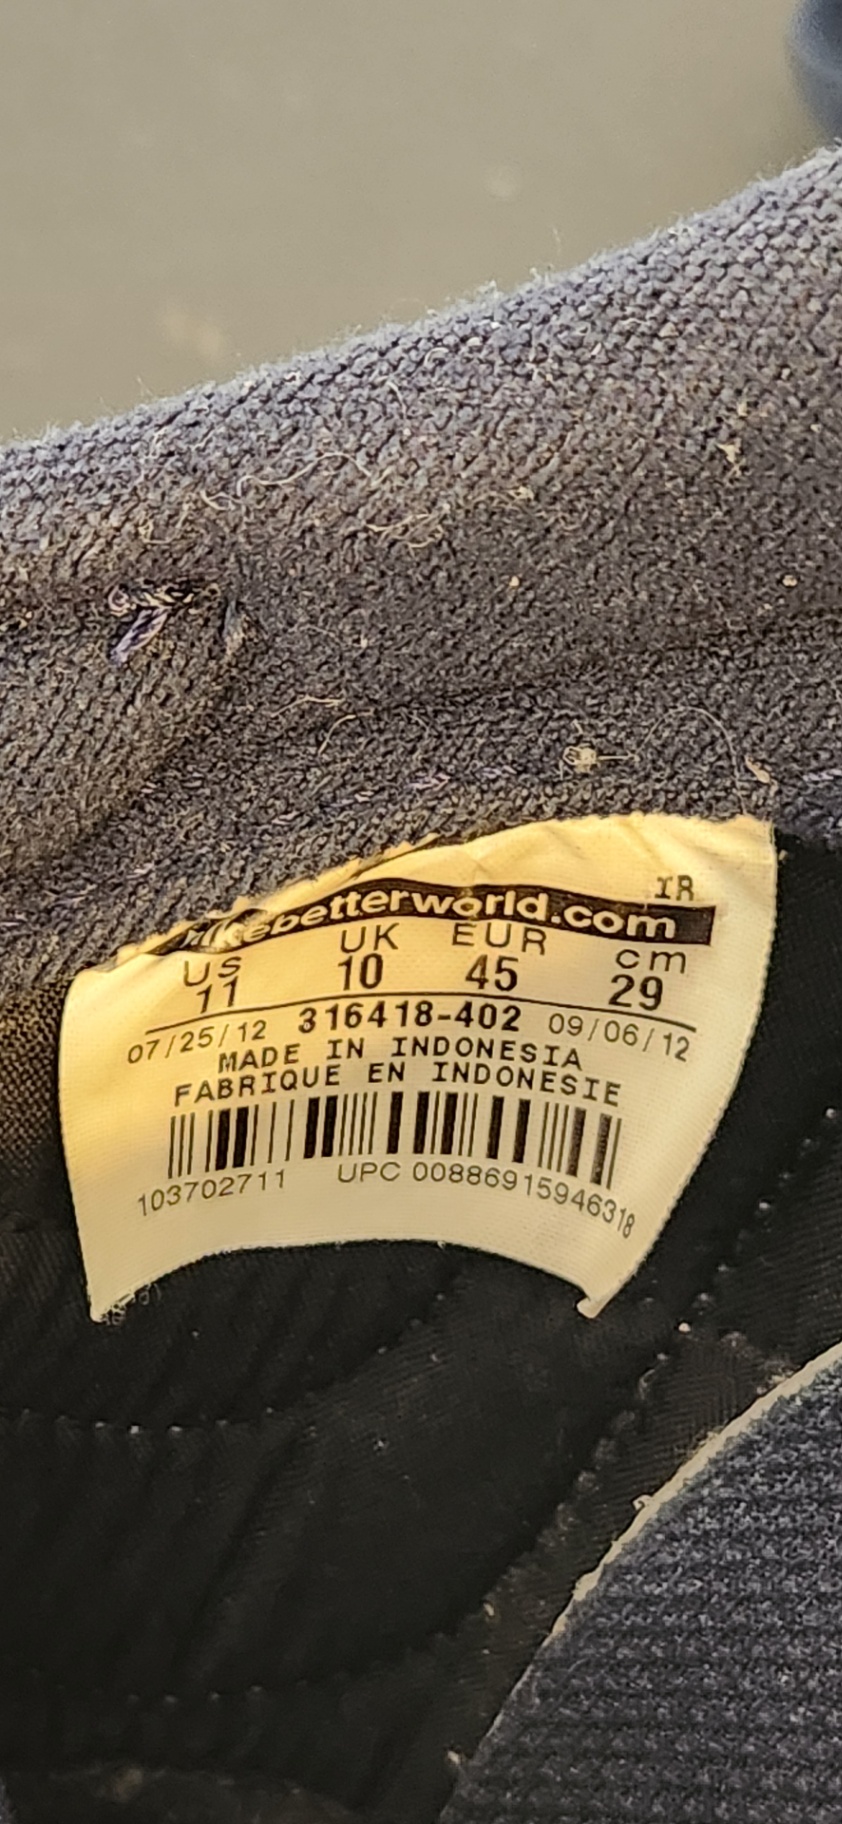 IR
nikebetterworld.com
US UK EUR cm
11 10 45 29
07/25/12 316418-402 09/06/12
MADE IN INDONESIA
FABRIQUE EN INDONESIE
103702711 UPC 00886915946318